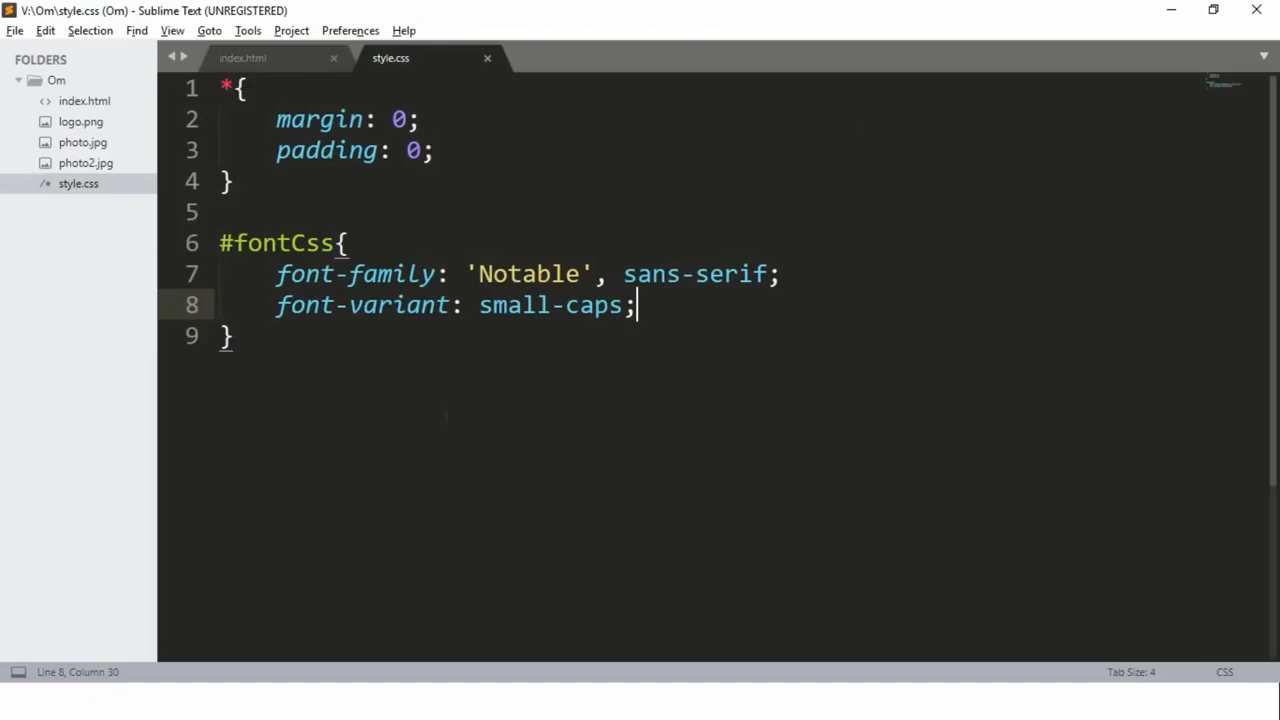 V:\Om\style.css (Om) - Sublime Text (UNREGISTERED)
File Edit Selection Find View Goto Tools Project Preferences Help
FOLDERS
Om
index.html
logo.png
photo.jpg
photo2.jpg
style.css
index.html style.css
1 *{
2 margin: 0;
3 padding: 0;
4 }
5
6 #fontCss{
7 font-family: 'Notable', sans-serif;
8 font-variant: small-caps;
9 }
Line 8, Column 30 Tab Size: 4 CSS